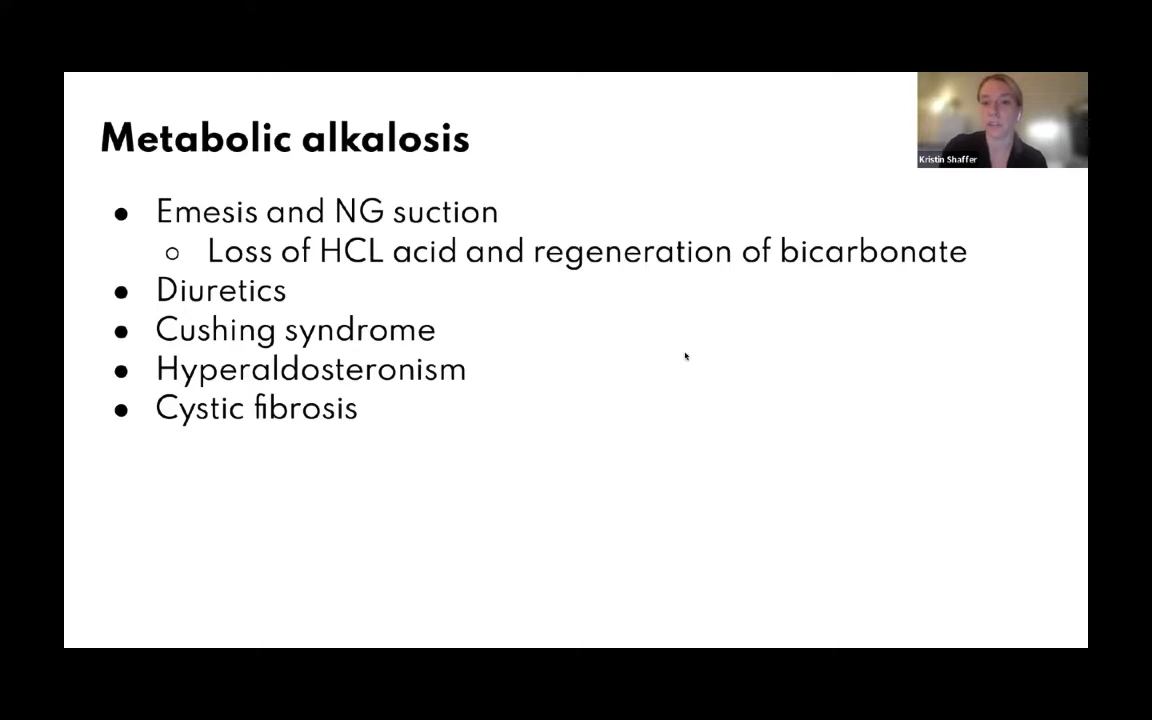 Metabolic alkalosis
Kristin Shaffer
● Emesis and NG suction
○ Loss of HCL acid and regeneration of bicarbonate
● Diuretics
● Cushing syndrome
● Hyperaldosteronism
● Cystic fibrosis